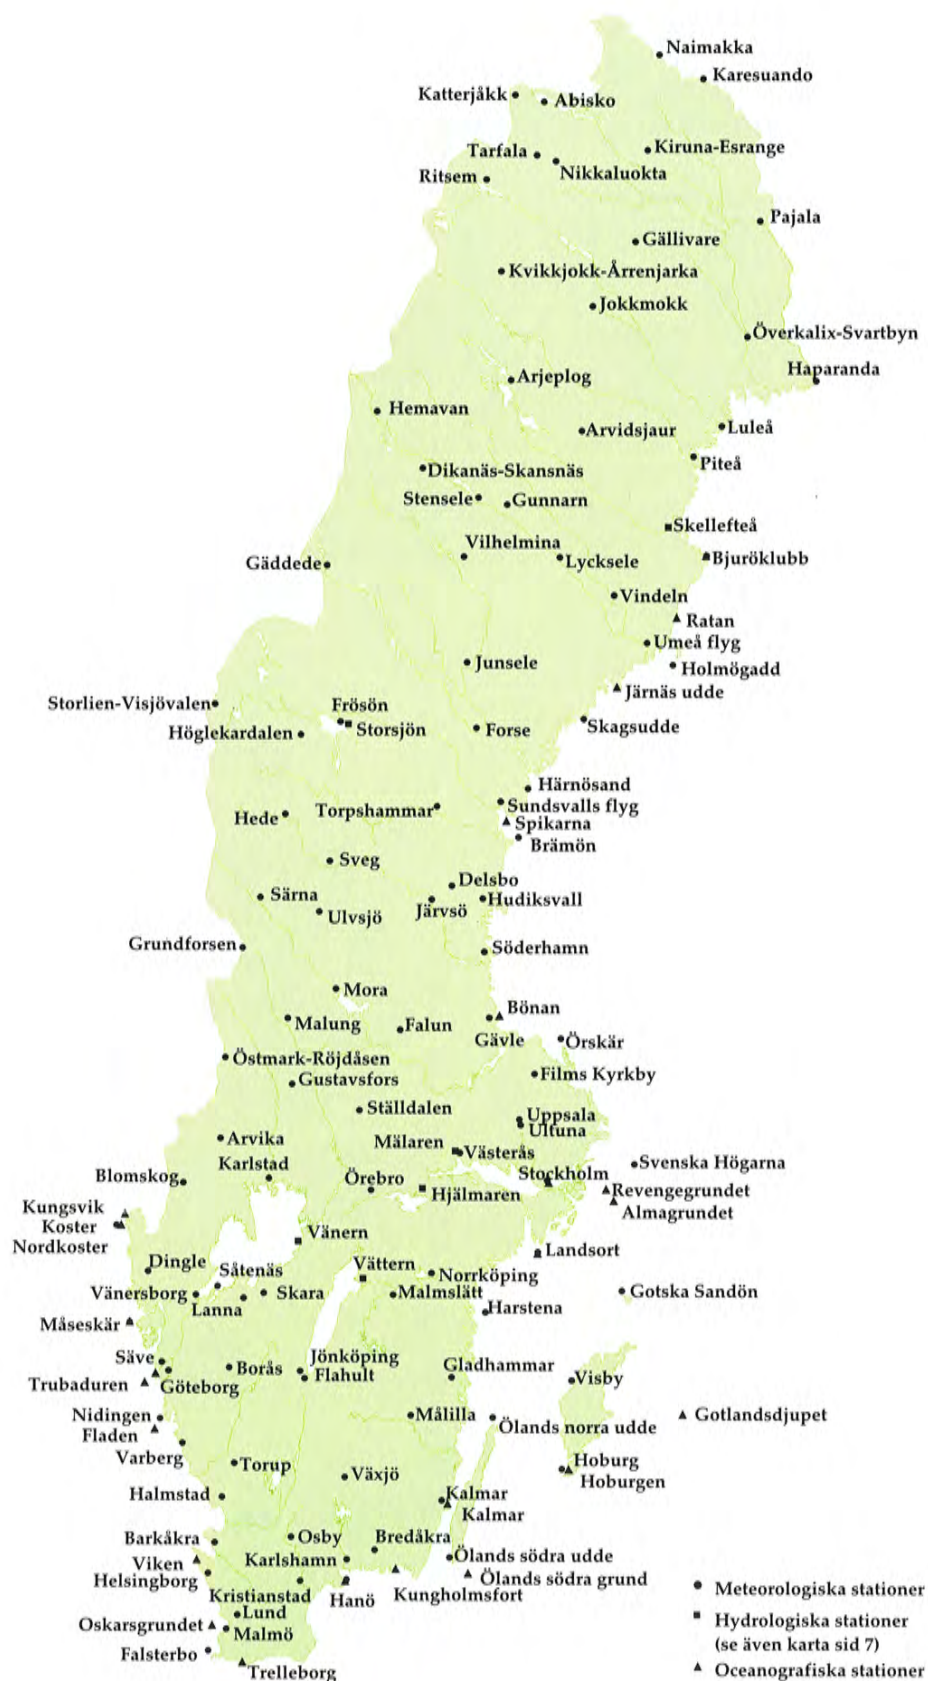 Naimakka
Karesuando
Katterjåkk
Abisko
Kiruna-Esrange
Tarfala
Nikkaluokta
Ritsem
Pajala
Gällivare
Kvikkjokk-Årrenjarka
Jokkmokk
Överkalix-Svartbyn
Haparanda
Arjeplog
Hemavan
Luleå
Arvidsjaur
Piteå
Dikanäs-Skansnäs
Stensele
Gunnarn
Skellefteå
Vilhelmina
Lycksele
Bjuröklubb
Gäddede
Vindeln
Ratan
Umeå flyg
Junsele
Holmögadd
Järnäs udde
Storlien-Visjövalen
Frösön
Storsjön
Höglekardalen
Forse
Skagsudde
Härnösand
Sundsvalls flyg
Torpshammar
Hede
Spikarna
Brämön
Sveg
Delsbo
Särna
Hudiksvall
Järvsö
Ulvsjö
Grundforsen
Söderhamn
Mora
Bönan
Malung
Falun
Gävle
Örskär
Östmark-Röjdåsen
Gustavsfors
Films Kyrkby
Ställdalen
Uppsala
Ultuna
Arvika
Mälaren
Västerås
Karlstad
Svenska Högarna
Blomskog
Örebro
Stockholm
Hjälmaren
Revengegrundet
Almagrundet
Kungsvik
Koster
Nordkoster
Vänern
Landsort
Dingle
Såtenäs
Vättern
Norrköping
Vänersborg
Lanna
Skara
Malmslätt
Gotska Sandön
Harstena
Måseskär
Säve
Borås
Jönköping
Flahult
Gladhammar
Visby
Trubaduren
Göteborg
Nidingen
Målilla
Ölands norra udde
Gotlandsdjupet
Fladen
Varberg
Torup
Växjö
Hoburg
Hoburgen
Halmstad
Kalmar
Kalmar
Barkåkra
Osby
Bredåkra
Viken
Karlshamn
Ölands södra udde
Helsingborg
Kristianstad
Hanö
Kungholmsfort
Ölands södra grund
Lund
Oskarsgrundet
Malmö
Falsterbo
Trelleborg
Meteorologiska stationer
Hydrologiska stationer
(se även karta sid 7)
Oceanografiska stationer